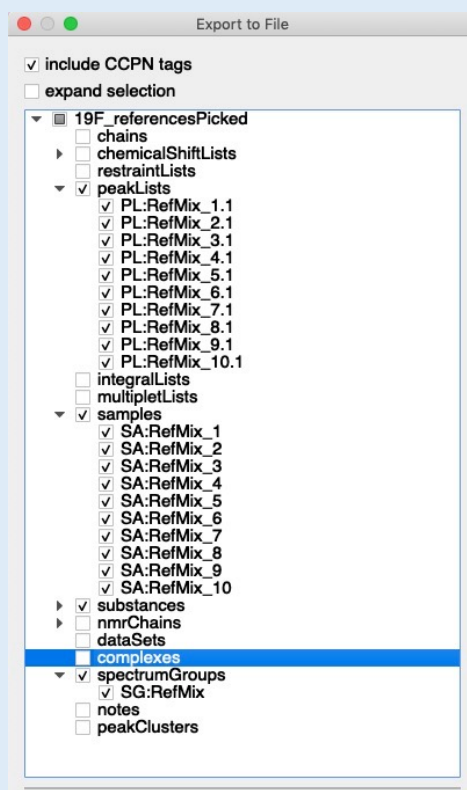 Export to File
include CCPN tags
expand selection
19F_referencesPicked
chains
chemicalShiftLists
restraintLists
peakLists
PL:RefMix_1.1
PL:RefMix_2.1
PL:RefMix_3.1
PL:RefMix_4.1
PL:RefMix_5.1
PL:RefMix_6.1
PL:RefMix_7.1
PL:RefMix_8.1
PL:RefMix_9.1
PL:RefMix_10.1
integralLists
multipletLists
samples
SA:RefMix_1
SA:RefMix_2
SA:RefMix_3
SA:RefMix_4
SA:RefMix_5
SA:RefMix_6
SA:RefMix_7
SA:RefMix_8
SA:RefMix_9
SA:RefMix_10
substances
nmrChains
dataSets
complexes
spectrumGroups
SG:RefMix
notes
peakClusters